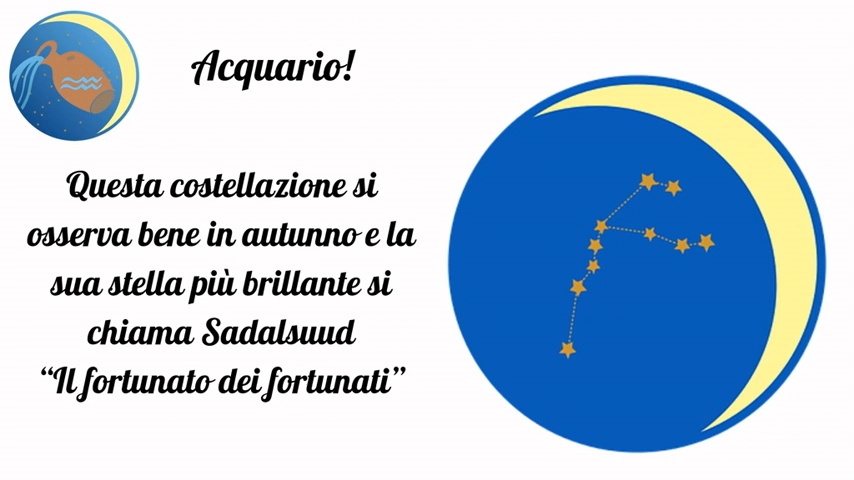 Acquario!
Questa costellazione si
osserva bene in autunno e la
sua stella più brillante si
chiama Sadalsuud
“Il fortunato dei fortunati”